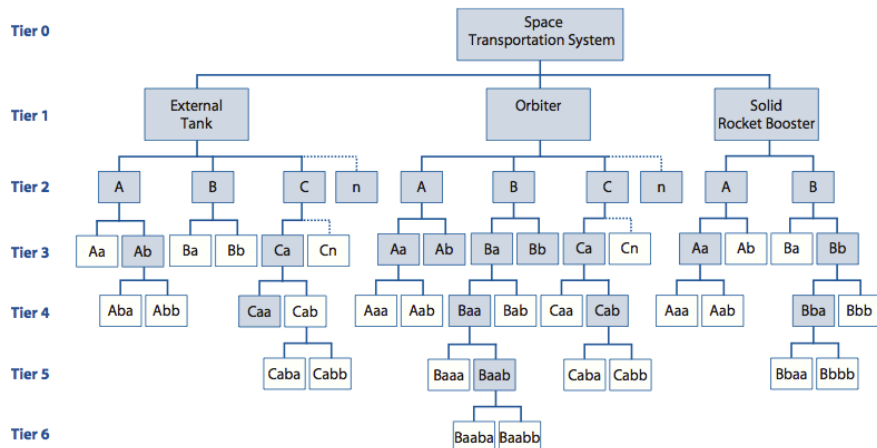 Tier 0
Space
Transportation System
Tier 1
External
Tank
Orbiter
Solid
Rocket Booster
Tier 2
A
B
C
n
A
B
C
n
A
B
Tier 3
Aa
Ab
Ba
Bb
Ca
Cn
Aa
Ab
Ba
Bb
Ca
Cn
Aa
Ab
Ba
Bb
Tier 4
Aba
Abb
Caa
Cab
Aaa
Aab
Baa
Bab
Caa
Cab
Aaa
Aab
Bba
Bbb
Tier 5
Caba
Cabb
Baaa
Baab
Caba
Cabb
Bbaa
Bbbb
Tier 6
Baaba
Baabb